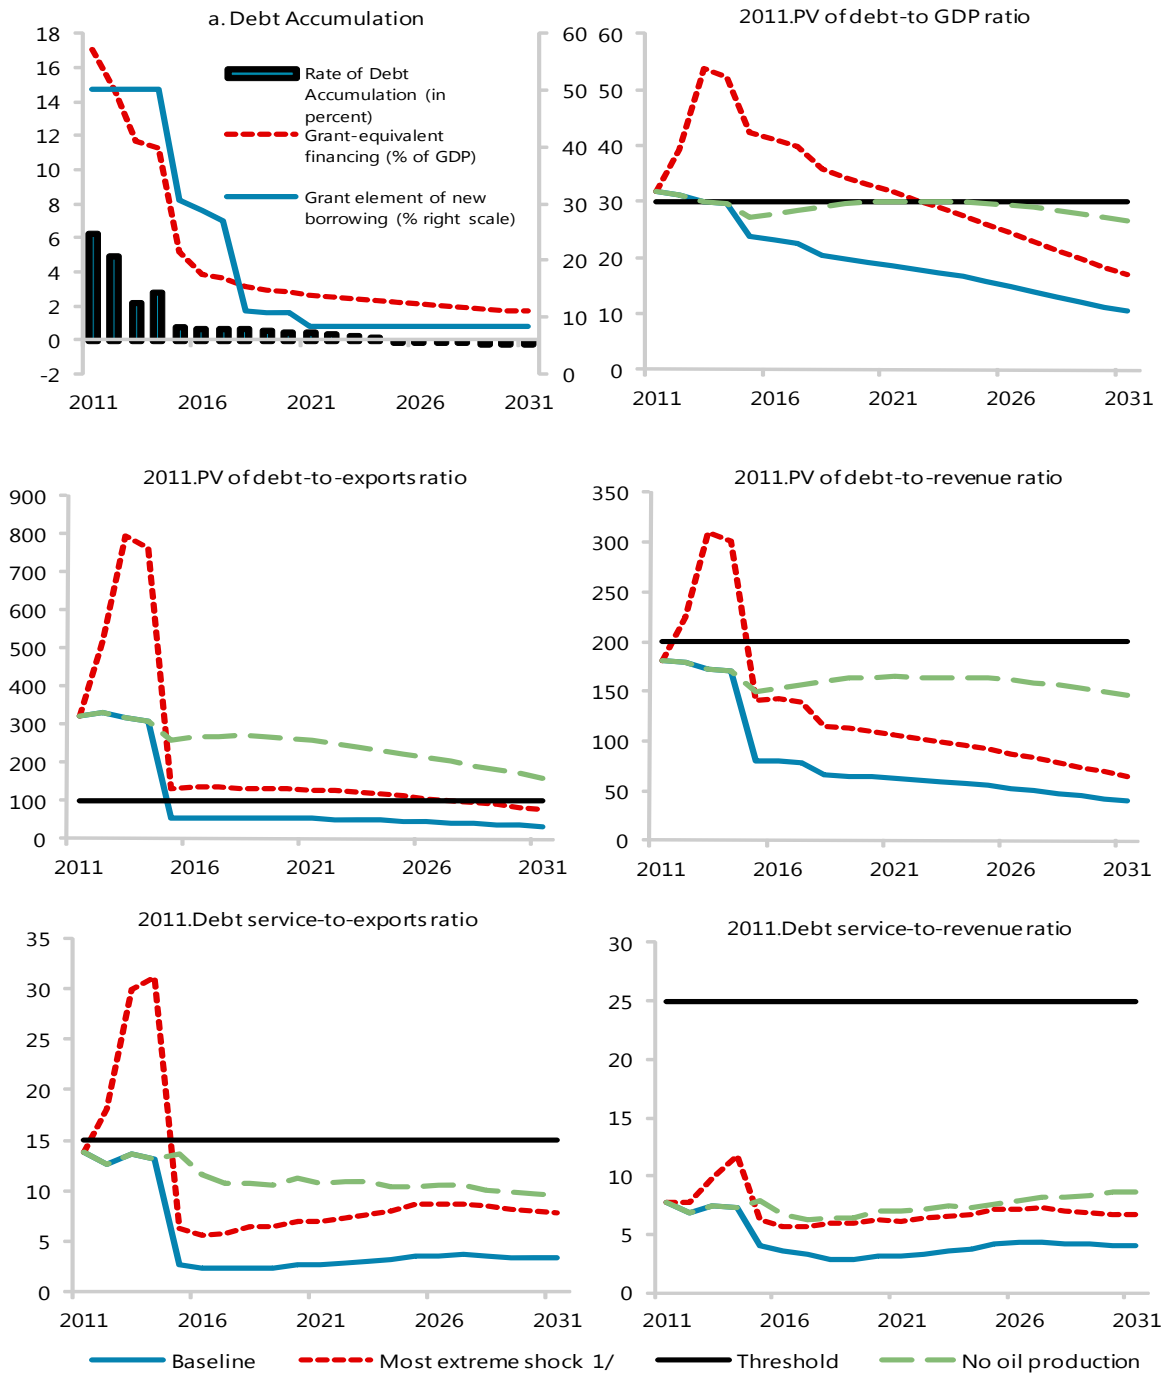 a. Debt Accumulation
18
16
14
12
10
8
6
4
2
0
-2
60
50
40
30
20
10
0
Rate of Debt
Accumulation (in
percent)
Grant-equivalent
financing (% of GDP)
Grant element of new
borrowing (% right scale)
2011 2016 2021 2026 2031
2011.PV of debt-to GDP ratio
60
50
40
30
20
10
0
2011 2016 2021 2026 2031
2011.PV of debt-to-exports ratio
900
800
700
600
500
400
300
200
100
0
2011 2016 2021 2026 2031
2011.PV of debt-to-revenue ratio
350
300
250
200
150
100
50
0
2011 2016 2021 2026 2031
2011.Debt service-to-exports ratio
35
30
25
20
15
10
5
0
2011 2016 2021 2026 2031
2011.Debt service-to-revenue ratio
30
25
20
15
10
5
0
2011 2016 2021 2026 2031
Baseline Most extreme shock 1/ Threshold No oil production